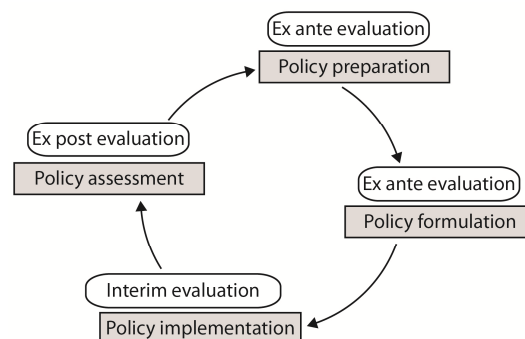 Ex ante evaluation
Policy preparation
Ex ante evaluation
Policy formulation
Interim evaluation
Policy implementation
Ex post evaluation
Policy assessment